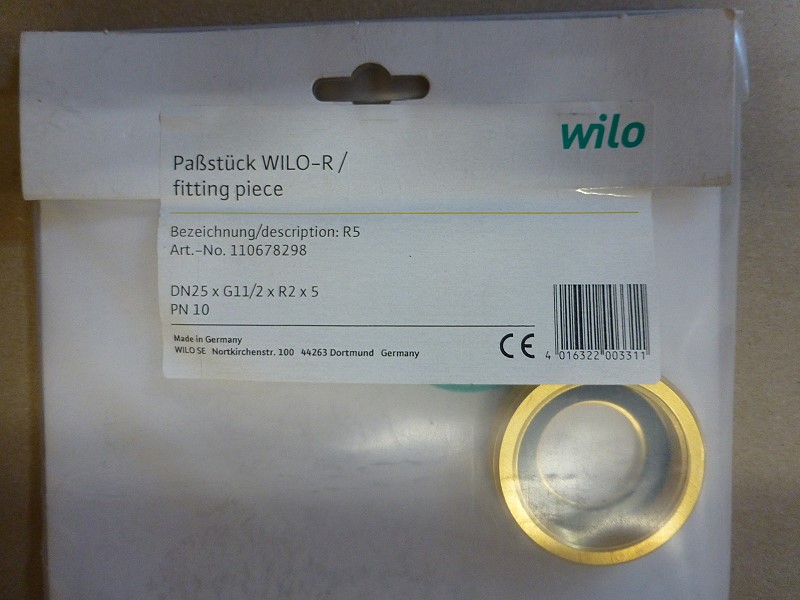 wilo
Paßstück WILO-R /
fitting piece
Bezeichnung/description: R5
Art.-No. 110678298
DN25 x G11/2 x R2 x 5
PN 10
Made in Germany
WILO SE Nortkirchenstr. 100 44263 Dortmund Germany
CE
4 016322 003311